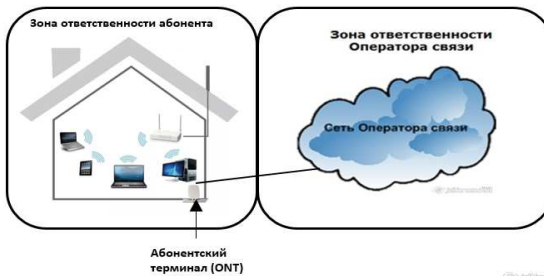 Зона ответственности абонента
Зона ответственности
Оператора связи
Сеть Оператора связи
Абонентский
терминал (ONT)